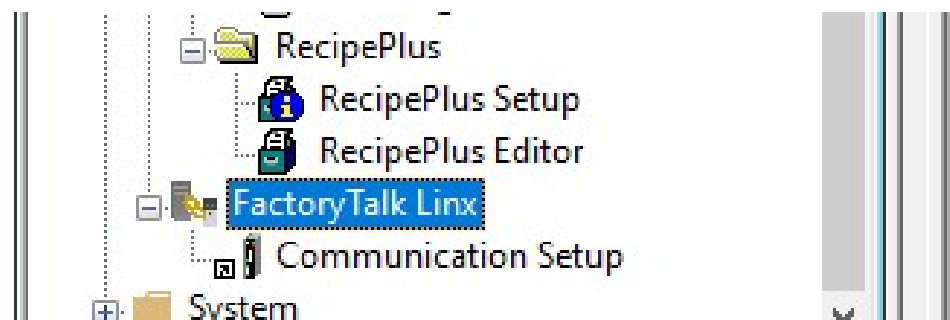 RecipePlus
RecipePlus Setup
RecipePlus Editor
FactoryTalk Linx
Communication Setup
System